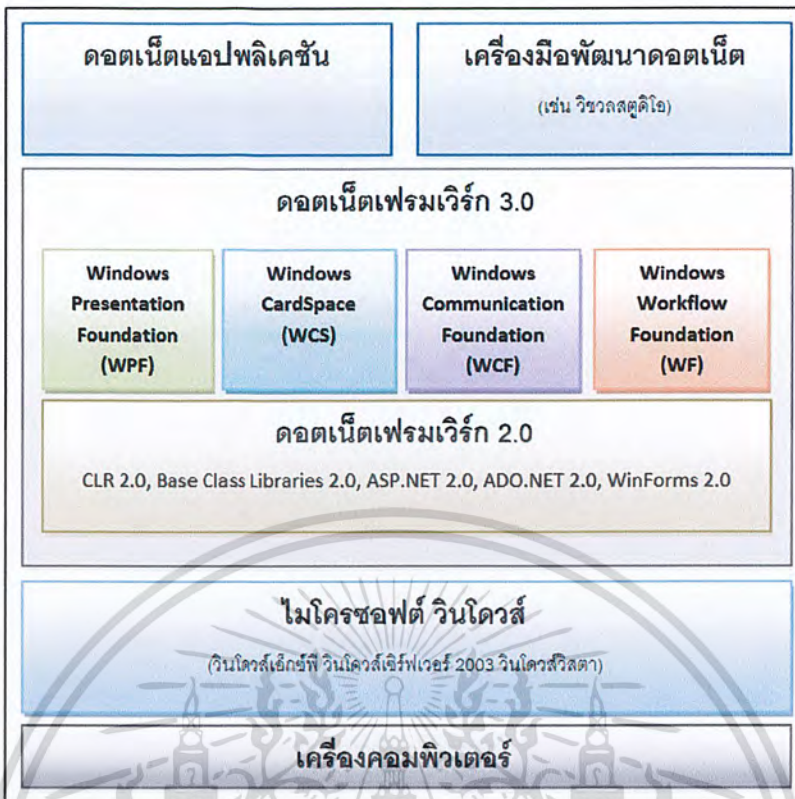 ดอตเน็ตแอปพลิเคชัน
เครื่องมือพัฒนาดอตเน็ต
(เช่น วิชวลสตูดิโอ)
ดอตเน็ตเฟรมเวิร์ก 3.0
Windows
Presentation
Foundation
(WPF)
Windows
CardSpace
(WCS)
Windows
Communication
Foundation
(WCF)
Windows
Workflow
Foundation
(WF)
ดอตเน็ตเฟรมเวิร์ก 2.0
CLR 2.0, Base Class Libraries 2.0, ASP.NET 2.0, ADO.NET 2.0, WinForms 2.0
ไมโครซอฟต์ วินโดวส์
(วินโดวส์เอ็กซ์พี วินโดวส์เซิร์ฟเวอร์ 2003 วินโดวส์วิสตา)
เครื่องคอมพิวเตอร์